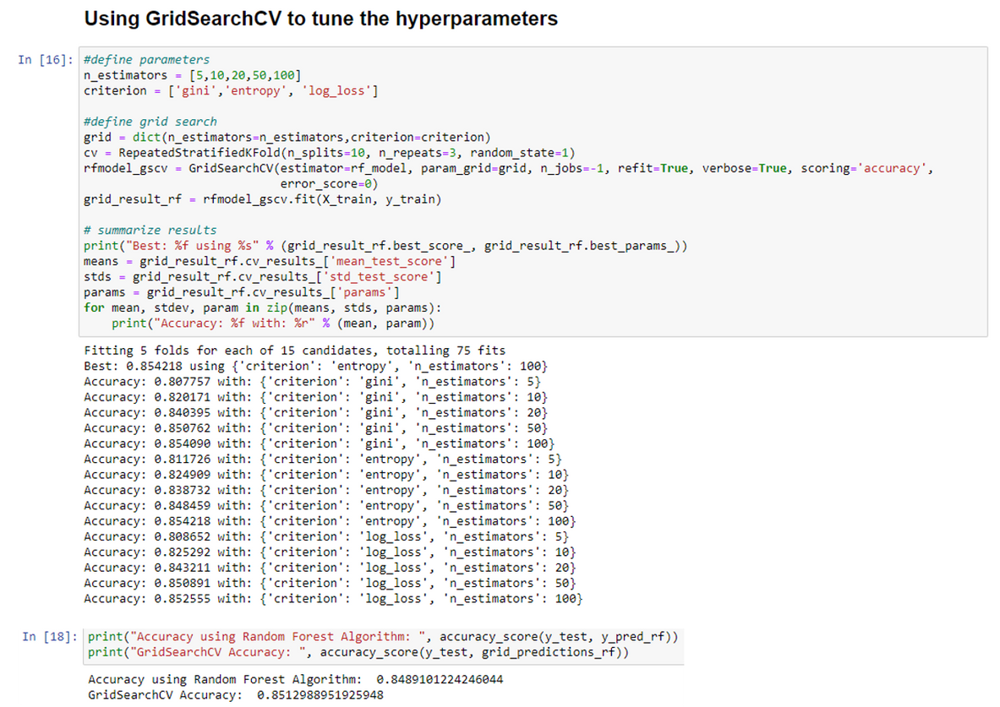 Using GridSearchCV to tune the hyperparameters
In [16]: #define parameters
n_estimators = [5,10,20,50,100]
criterion = ['gini','entropy', 'log_loss']
#define grid search
grid = dict(n_estimators=n_estimators,criterion=criterion)
cv = RepeatedStratifiedKFold(n_splits=10, n_repeats=3, random_state=1)
rfmodel_gscv = GridSearchCV(estimator=rf_model, param_grid=grid, n_jobs=-1, refit=True, verbose=True, scoring='accuracy',
error_score=0)
grid_result_rf = rfmodel_gscv.fit(X_train, y_train)
# summarize results
print("Best: %f using %s" % (grid_result_rf.best_score_, grid_result_rf.best_params_))
means = grid_result_rf.cv_results_['mean_test_score']
stds = grid_result_rf.cv_results_['std_test_score']
params = grid_result_rf.cv_results_['params']
for mean, stdev, param in zip(means, stds, params):
print("Accuracy: %f with: %r" % (mean, param))
Fitting 5 folds for each of 15 candidates, totalling 75 fits
Best: 0.854218 using {'criterion': 'entropy', 'n_estimators': 100}
Accuracy: 0.807757 with: {'criterion': 'gini', 'n_estimators': 5}
Accuracy: 0.820171 with: {'criterion': 'gini', 'n_estimators': 10}
Accuracy: 0.840395 with: {'criterion': 'gini', 'n_estimators': 20}
Accuracy: 0.850762 with: {'criterion': 'gini', 'n_estimators': 50}
Accuracy: 0.854090 with: {'criterion': 'gini', 'n_estimators': 100}
Accuracy: 0.811726 with: {'criterion': 'entropy', 'n_estimators': 5}
Accuracy: 0.824909 with: {'criterion': 'entropy', 'n_estimators': 10}
Accuracy: 0.838732 with: {'criterion': 'entropy', 'n_estimators': 20}
Accuracy: 0.848459 with: {'criterion': 'entropy', 'n_estimators': 50}
Accuracy: 0.854218 with: {'criterion': 'entropy', 'n_estimators': 100}
Accuracy: 0.808652 with: {'criterion': 'log_loss', 'n_estimators': 5}
Accuracy: 0.825292 with: {'criterion': 'log_loss', 'n_estimators': 10}
Accuracy: 0.843211 with: {'criterion': 'log_loss', 'n_estimators': 20}
Accuracy: 0.850891 with: {'criterion': 'log_loss', 'n_estimators': 50}
Accuracy: 0.852555 with: {'criterion': 'log_loss', 'n_estimators': 100}
In [18]: print("Accuracy using Random Forest Algorithm: ", accuracy_score(y_test, y_pred_rf))
print("GridSearchCV Accuracy: ", accuracy_score(y_test, grid_predictions_rf))
Accuracy using Random Forest Algorithm:  0.8489101224246044
GridSearchCV Accuracy:  0.8512988951925948